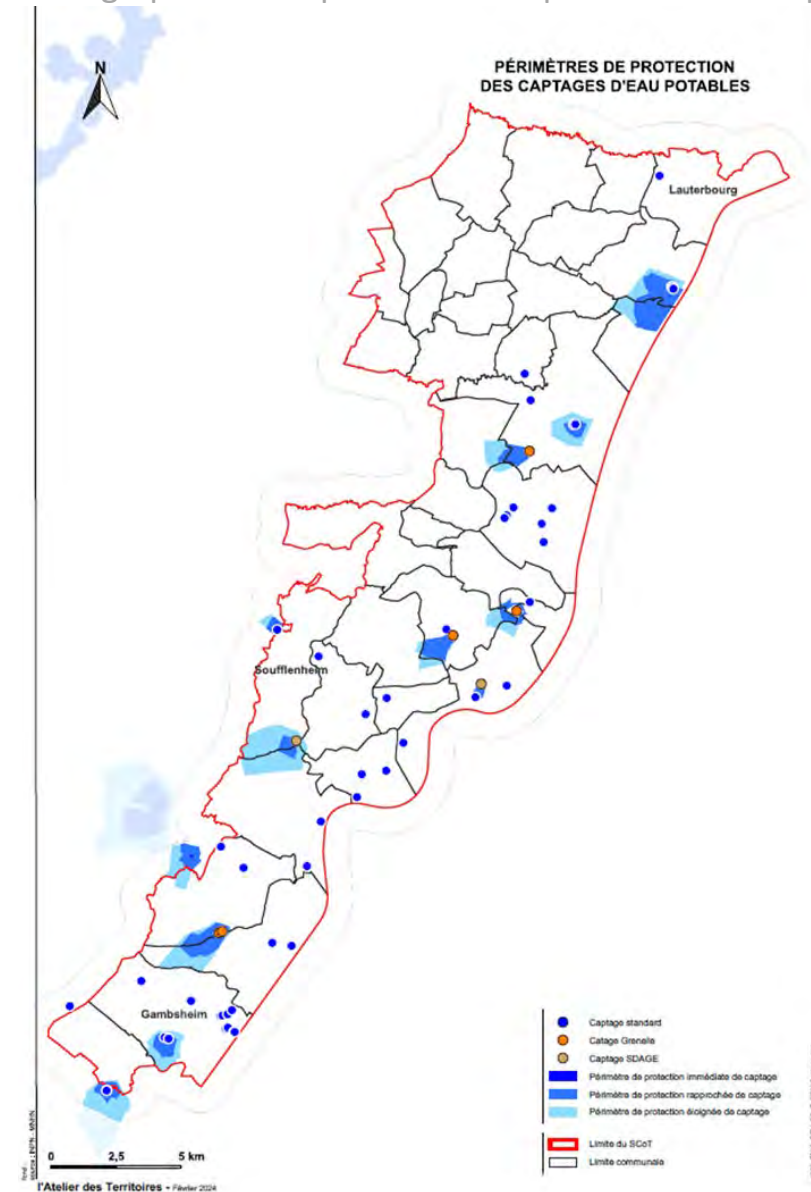 N
PÉRIMÈTRES DE PROTECTION
DES CAPTAGES D'EAU POTABLES
Lauterbourg
Soufflenheim
Gambsheim
Captage standard
Catage Grenelle
Captage SDAGE
Périmètre de protection immédiate de captage
Périmètre de protection rapprochée de captage
Périmètre de protection éloignée de captage
Limite du SCoT
Limite communale
0 2,5 5 km
l'Atelier des Territoires - Février 2024